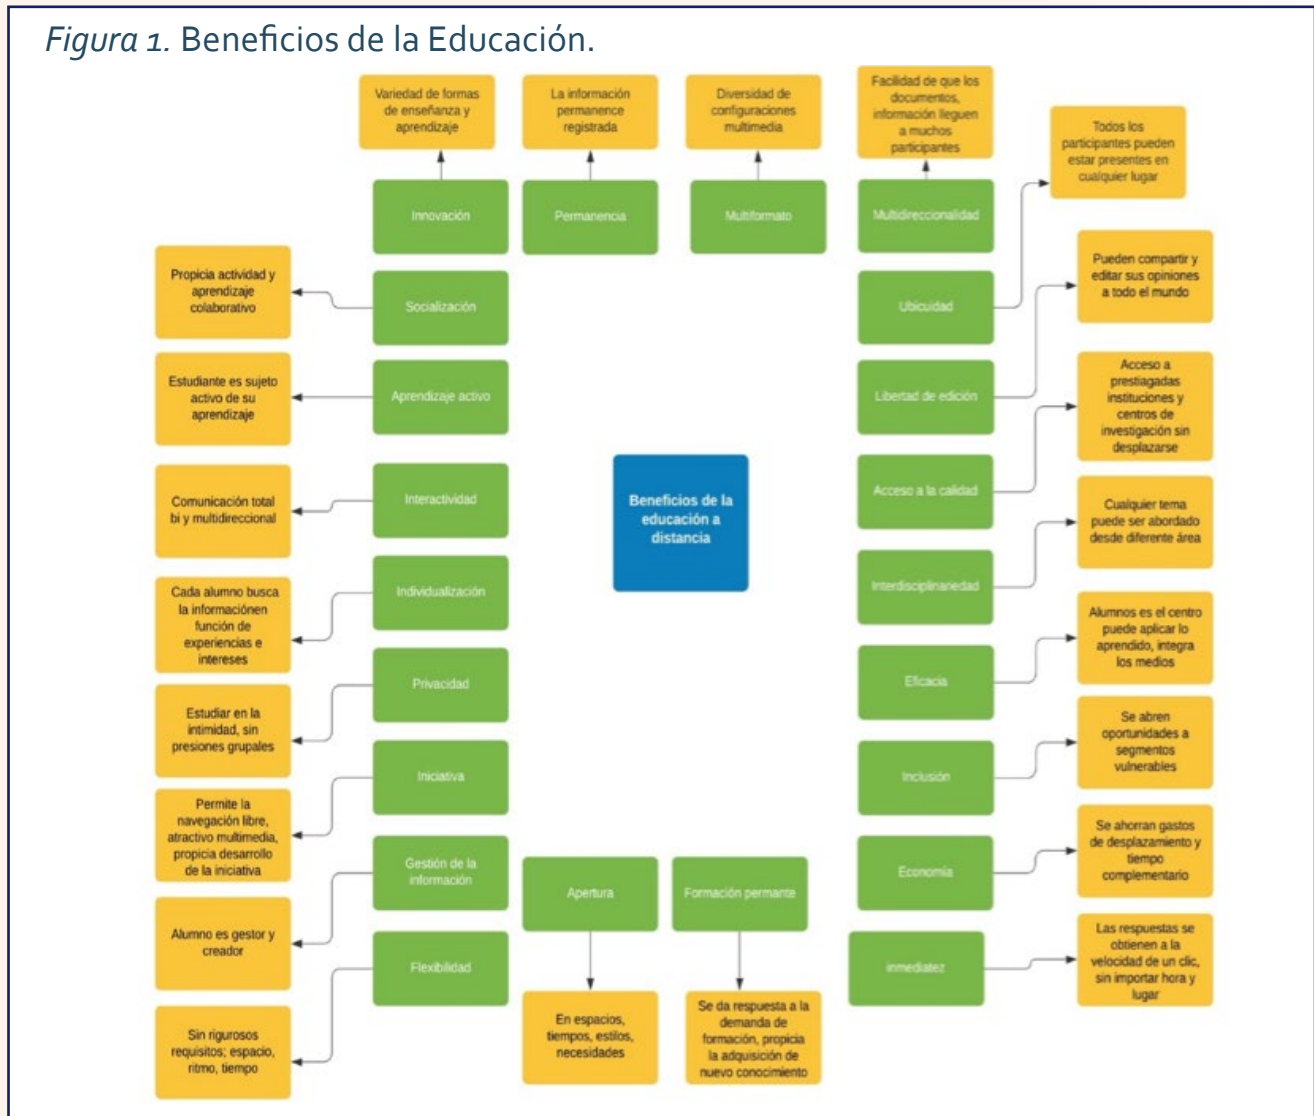 Figura 1. Beneficios de la Educación.
Variedad de formas
de enseñanza y
aprendizaje
La información
permanence
registrada
Diversidad de
configuraciones
multimedia
Facilidad de que los
documentos,
información lleguen
a muchos
participantes
Todos los
participantes pueden
estar presentes en
cualquier lugar
Innovación
Permanencia
Multiformato
Multidireccionalidad
Propicia actividad y
aprendizaje
colaborativo
Socialización
Ubicuidad
Pueden compartir y
editar sus opiniones
a todo el mundo
Estudiante es sujeto
activo de su
aprendizaje
Aprendizaje activo
Libertad de edición
Acceso a
prestiagadas
instituciones y
centros de
investigación sin
desplazarse
Comunicación total
bi y multidireccional
Interactividad
Beneficios de la
educación a
distancia
Acceso a la calidad
Cualquier tema
puede ser abordado
desde diferente área
Cada alumno busca
la informaciónen
función de
experiencias e
intereses
Individualización
Interdisciplinariedad
Alumnos es el centro
puede aplicar lo
aprendido, integra
los medios
Estudiar en la
intimidad, sin
presiones grupales
Privacidad
Eficacia
Se abren
oportunidades a
segmentos
vulnerables
Permite la
navegación libre,
atractivo multimedia,
propicia desarrollo
de la iniciativa
Iniciativa
Inclusión
Se ahorran gastos
de desplazamiento y
tiempo
complementario
Alumno es gestor y
creador
Gestión de la
información
Apertura
Formación permante
Economía
Las respuestas se
obtienen a la
velocidad de un clic,
sin importar hora y
lugar
Sin rigurosos
requisitos; espacio,
ritmo, tiempo
Flexibilidad
En espacios,
tiempos, estilos,
necesidades
Se da respuesta a la
demanda de
formación, propicia
la adquisición de
nuevo conocimiento
inmediatez